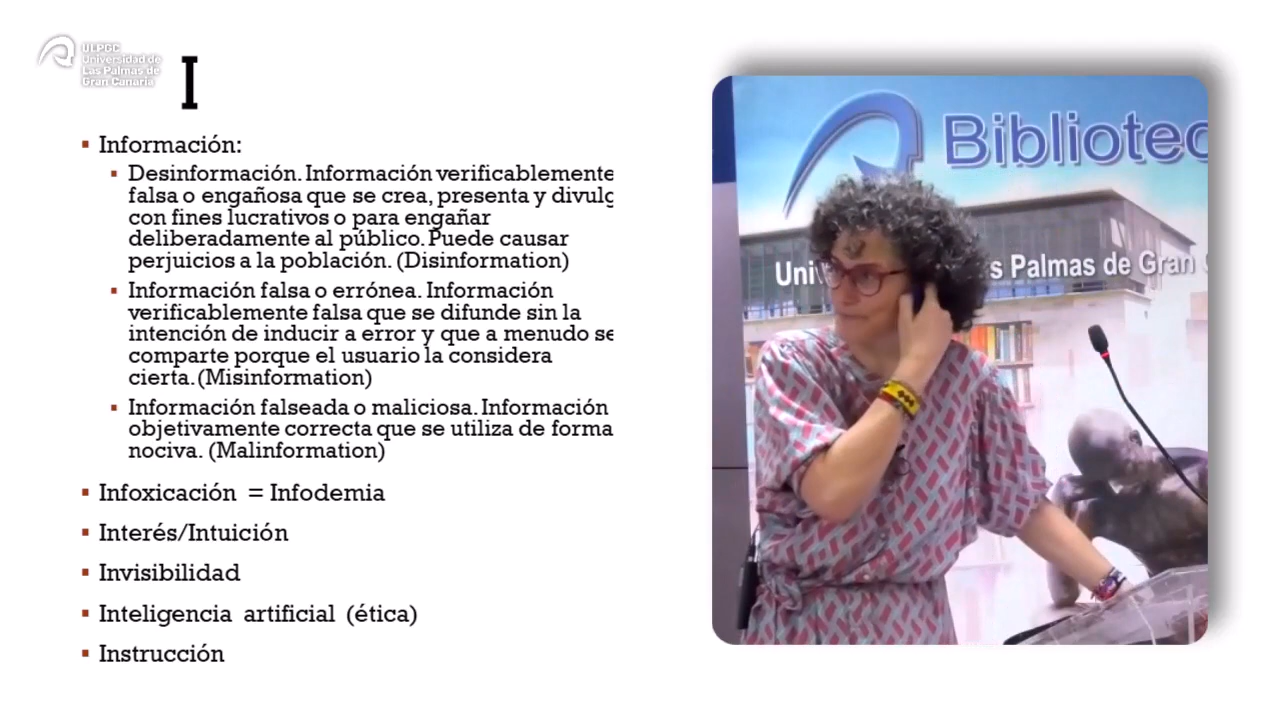 ULPGC
Universidad de
Las Palmas de
Gran Canaria
I
Información:
Desinformación. Información verificablemente
falsa o engañosa que se crea, presenta y divulg
con fines lucrativos o para engañar
deliberadamente al público. Puede causar
perjuicios a la población. (Disinformation)
Información falsa o errónea. Información
verificablemente falsa que se difunde sin la
intención de inducir a error y que a menudo se
comparte porque el usuario la considera
cierta. (Misinformation)
Información falseada o maliciosa. Información
objetivamente correcta que se utiliza de forma
nociva. (Malinformation)
Infoxicación = Infodemia
Interés/Intuición
Invisibilidad
Inteligencia artificial (ética)
Instrucción
Bibliotec
Uni s Palmas de Gran